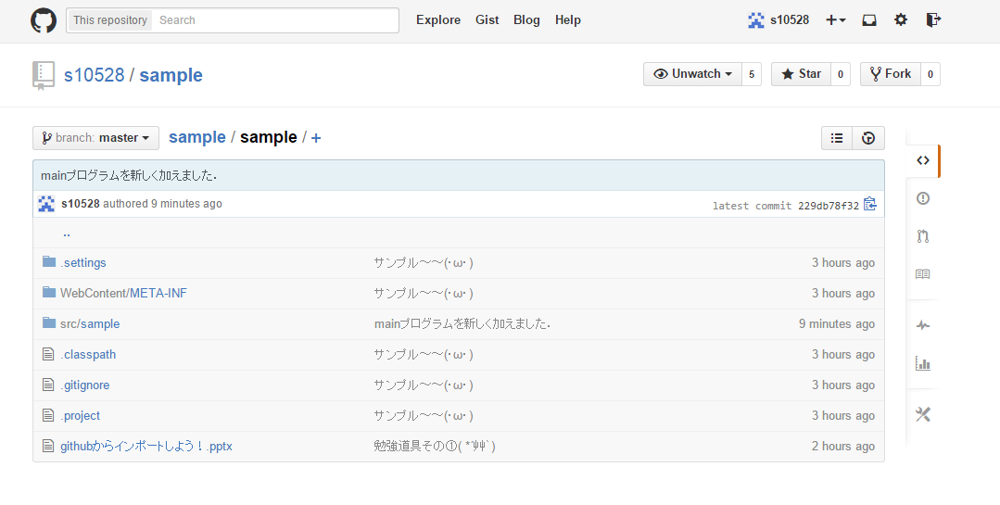 This repository Search Explore Gist Blog Help s10528
s10528 / sample Unwatch 5 Star 0 Fork 0
branch: master sample / sample / +
mainプログラムを新しく加えました．
s10528 authored 9 minutes ago latest commit 229db78f32
..
.settings サンプル～～(･ω･) 3 hours ago
WebContent/META-INF サンプル～～(･ω･) 3 hours ago
src/sample mainプログラムを新しく加えました． 9 minutes ago
.classpath サンプル～～(･ω･) 3 hours ago
.gitignore サンプル～～(･ω･) 3 hours ago
.project サンプル～～(･ω･) 3 hours ago
githubからインポートしよう！.pptx 勉強道具その①( *´艸`) 2 hours ago